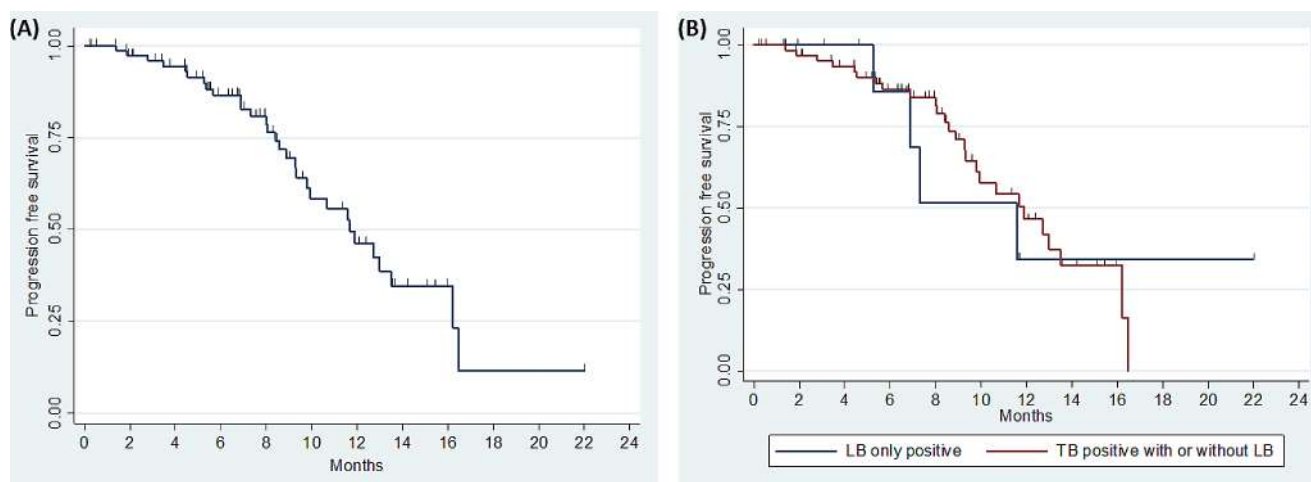 (A)
Progression free survival
1.00
0.75
0.50
0.25
0.00
0 2 4 6 8 10 12 14 16 18 20 22 24
Months
(B)
Progression free survival
1.00
0.75
0.50
0.25
0.00
0 2 4 6 8 10 12 14 16 18 20 22 24
Months
LB only positive TB positive with or without LB